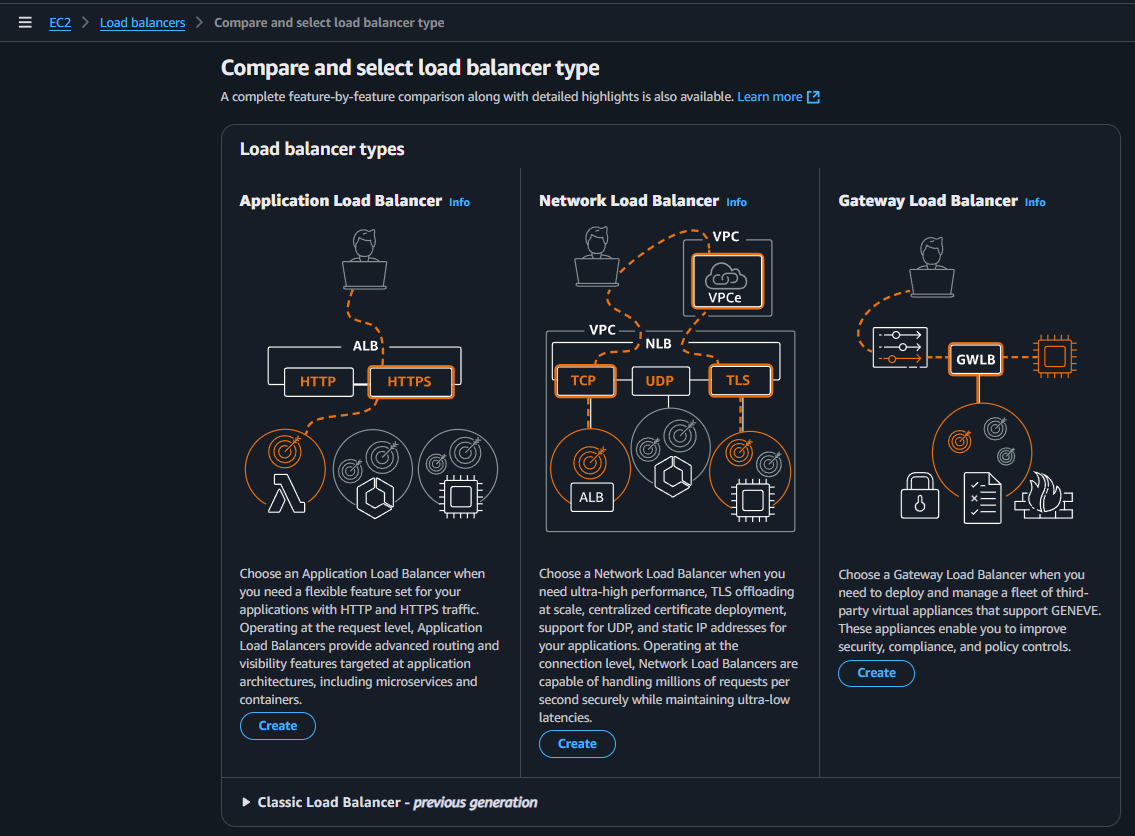 EC2 > Load balancers > Compare and select load balancer type
Compare and select load balancer type
A complete feature-by-feature comparison along with detailed highlights is also available. Learn more
Load balancer types
Application Load Balancer Info
ALB
HTTP
HTTPS
Choose an Application Load Balancer when
you need a flexible feature set for your
applications with HTTP and HTTPS traffic.
Operating at the request level, Application
Load Balancers provide advanced routing and
visibility features targeted at application
architectures, including microservices and
containers.
Create
Network Load Balancer Info
VPC
VPCe
VPC
NLB
TCP
UDP
TLS
ALB
Choose a Network Load Balancer when you
need ultra-high performance, TLS offloading
at scale, centralized certificate deployment,
support for UDP, and static IP addresses for
your applications. Operating at the
connection level, Network Load Balancers are
capable of handling millions of requests per
second securely while maintaining ultra-low
latencies.
Create
Gateway Load Balancer Info
GWLB
Choose a Gateway Load Balancer when you
need to deploy and manage a fleet of third-
party virtual appliances that support GENEVE.
These appliances enable you to improve
security, compliance, and policy controls.
Create
Classic Load Balancer - previous generation